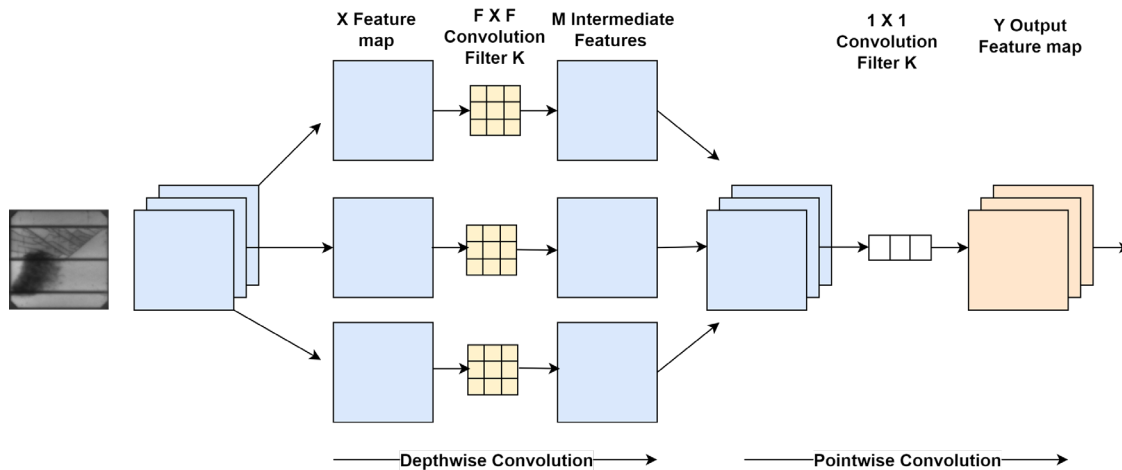 X Feature
map
F X F
Convolution
Filter K
M Intermediate
Features
1 X 1
Convolution
Filter K
Y Output
Feature map
Depthwise Convolution
Pointwise Convolution